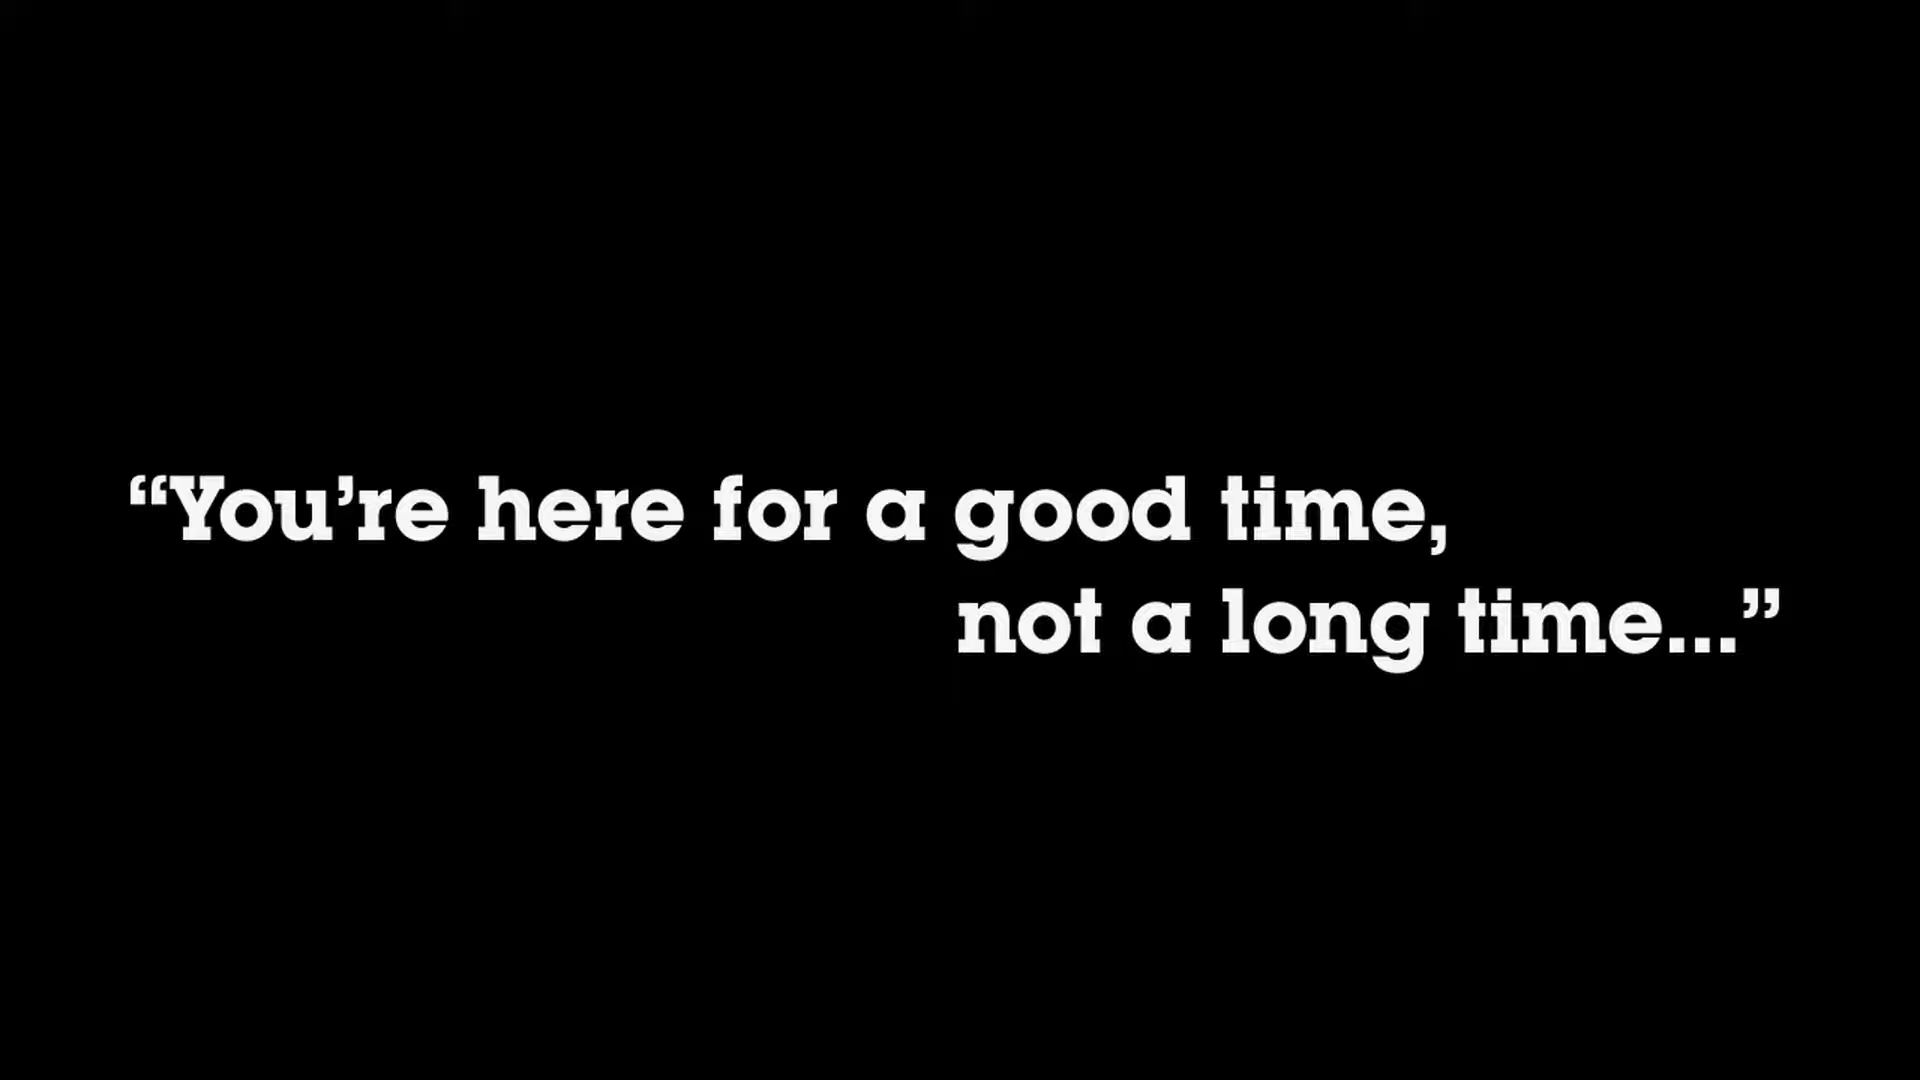 “You’re here for a good time,
not a long time...”